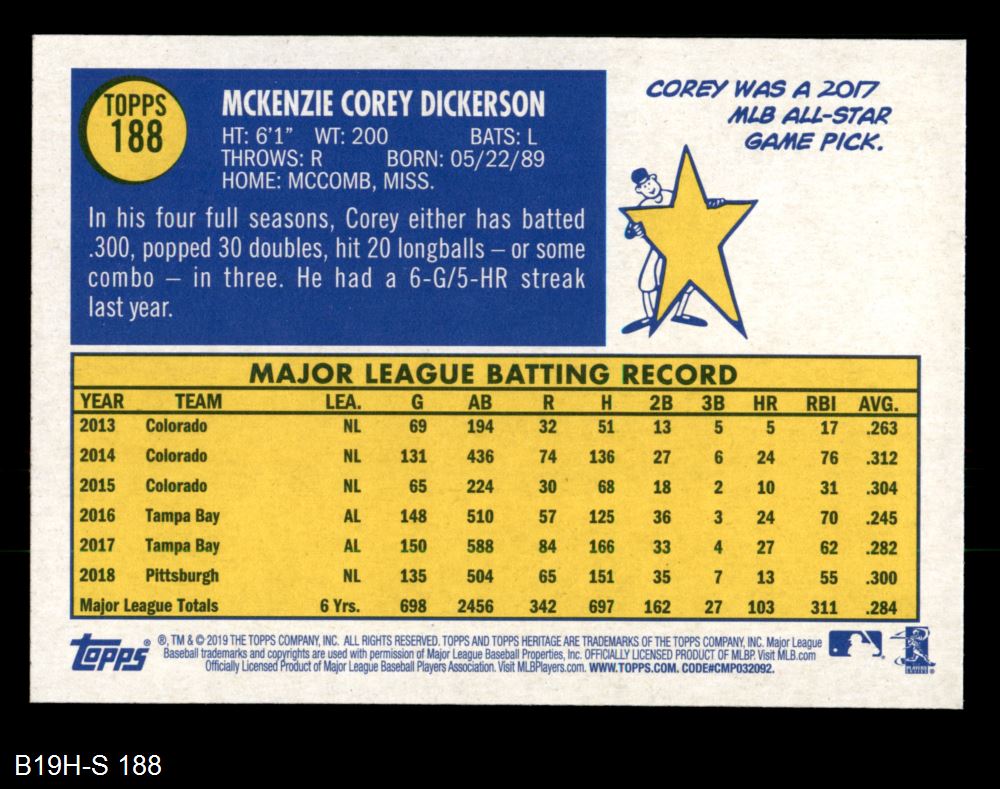 TOPPS
188
MCKENZIE COREY DICKERSON
HT: 6'1" WT: 200 BATS: L
THROWS: R BORN: 05/22/89
HOME: MCCOMB, MISS.
In his four full seasons, Corey either has batted
.300, popped 30 doubles, hit 20 longballs – or some
combo – in three. He had a 6-G/5-HR streak
last year.
COREY WAS A 2017
MLB ALL-STAR
GAME PICK.
MAJOR LEAGUE BATTING RECORD
YEAR TEAM LEA. G AB R H 2B 3B HR RBI AVG.
2013 Colorado NL 69 194 32 51 13 5 5 17 .263
2014 Colorado NL 131 436 74 136 27 6 24 76 .312
2015 Colorado NL 65 224 30 68 18 2 10 31 .304
2016 Tampa Bay AL 148 510 57 125 36 3 24 70 .245
2017 Tampa Bay AL 150 588 84 166 33 4 27 62 .282
2018 Pittsburgh NL 135 504 65 151 35 7 13 55 .300
Major League Totals 6 Yrs. 698 2456 342 697 162 27 103 311 .284
Topps ®
®, TM & © 2019 THE TOPPS COMPANY, INC. ALL RIGHTS RESERVED. TOPPS AND TOPPS HERITAGE ARE TRADEMARKS OF THE TOPPS COMPANY, INC. Major League
Baseball trademarks and copyrights are used with permission of Major League Baseball Properties, Inc. OFFICIALLY LICENSED PRODUCT OF MLBP. Visit MLB.com
Officially Licensed Product of Major League Baseball Players Association. Visit MLBPlayers.com. WWW.TOPPS.COM. CODE#CMP032092.
B19H-S 188